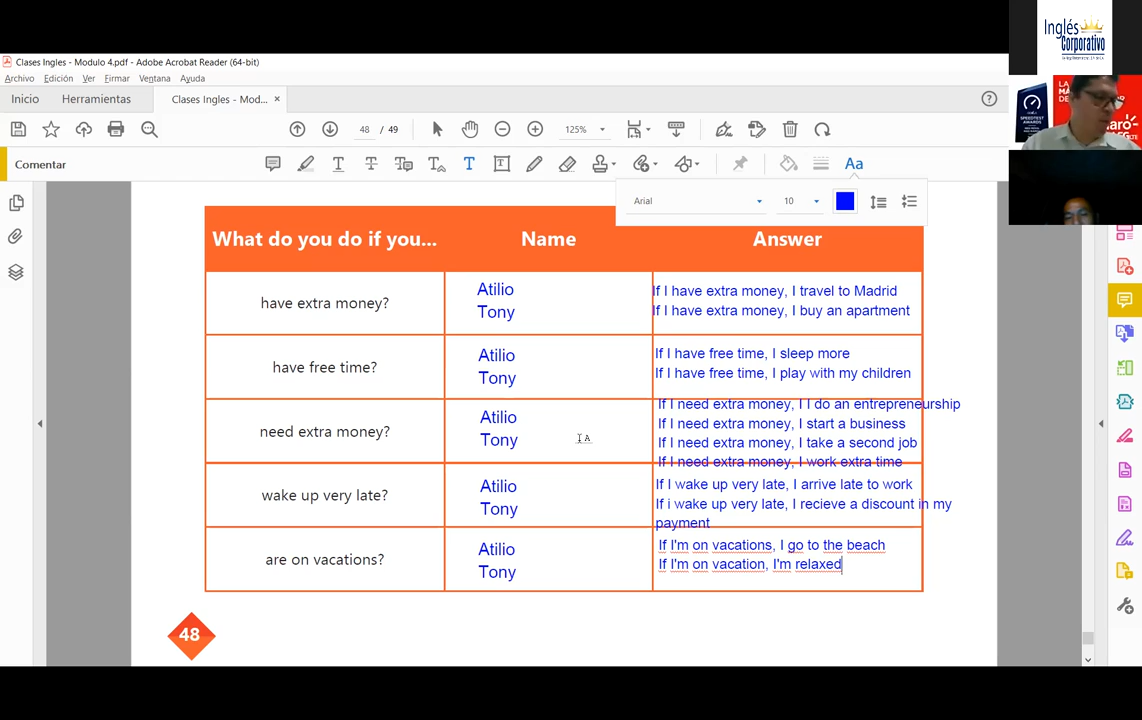 Clases Ingles - Modulo 4.pdf - Adobe Acrobat Reader (64-bit)
Archivo Edición Ver Firmar Ventana Ayuda
Inicio Herramientas Clases Ingles - Mod... ×
48 / 49 125%
Comentar
Aa
Arial 10
Inglés
Corporativo
SPEEDTEST
AWARDS
LA
Claro
What do you do if you... Name Answer
have extra money?
Atilio
Tony
If I have extra money, I travel to Madrid
If I have extra money, I buy an apartment
have free time?
Atilio
Tony
If I have free time, I sleep more
If I have free time, I play with my children
need extra money?
Atilio
Tony
If I need extra money, I I do an entrepreneurship
If I need extra money, I start a business
If I need extra money, I take a second job
If I need extra money, I work extra time
wake up very late?
Atilio
Tony
If I wake up very late, I arrive late to work
If i wake up very late, I recieve a discount in my
payment
are on vacations?
Atilio
Tony
If I'm on vacations, I go to the beach
If I'm on vacation, I'm relaxed
48